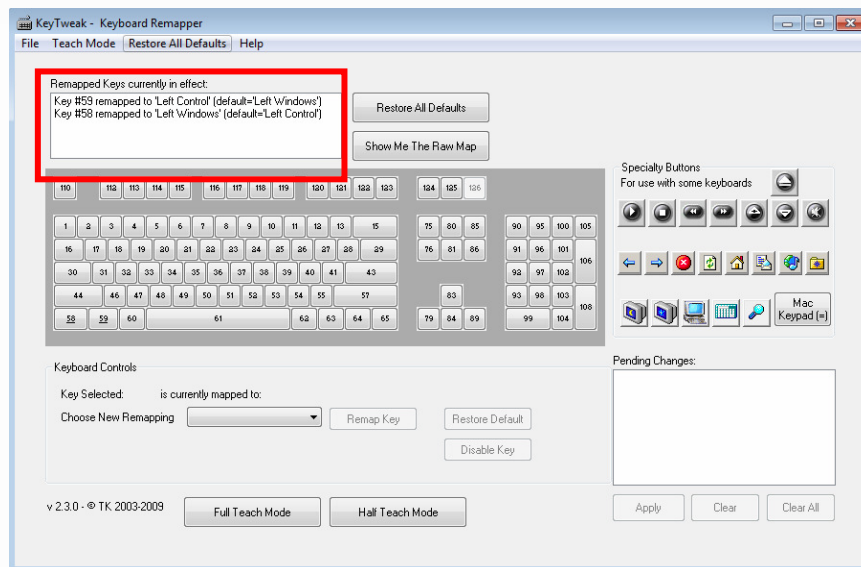 KeyTweak - Keyboard Remapper
File Teach Mode Restore All Defaults Help
Remapped Keys currently in effect:
Key #59 remapped to 'Left Control' (default='Left Windows')
Key #58 remapped to 'Left Windows' (default='Left Control')
Restore All Defaults
Show Me The Raw Map
110 112 113 114 115 116 117 118 119 120 121 122 123 124 125 126
1 2 3 4 5 6 7 8 9 10 11 12 13 15 75 80 85 90 95 100 105
16 17 18 19 20 21 22 23 24 25 26 27 28 29 76 81 86 91 96 101
106
30 31 32 33 34 35 36 37 38 39 40 41 43 92 97 102
44 46 47 48 49 50 51 52 53 54 55 57 83 93 98 103
108
58 59 60 61 62 63 64 65 79 84 89 99 104
Specialty Buttons
For use with some keyboards
Mac
Keypad (=)
Keyboard Controls
Key Selected: is currently mapped to:
Choose New Remapping
Remap Key
Restore Default
Disable Key
Pending Changes:
v 2.3.0 - © TK 2003-2009
Full Teach Mode
Half Teach Mode
Apply
Clear
Clear All